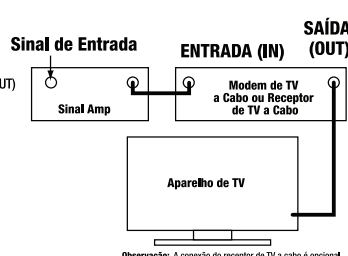 SAÍDA
(OUT)
Sinal de Entrada
ENTRADA (IN)
UT)
Sinal Amp
Modem de TV
a Cabo ou Receptor
de TV a Cabo
Aparelho de TV
Observação: A conexão do receptor de TV a cabo é opcional